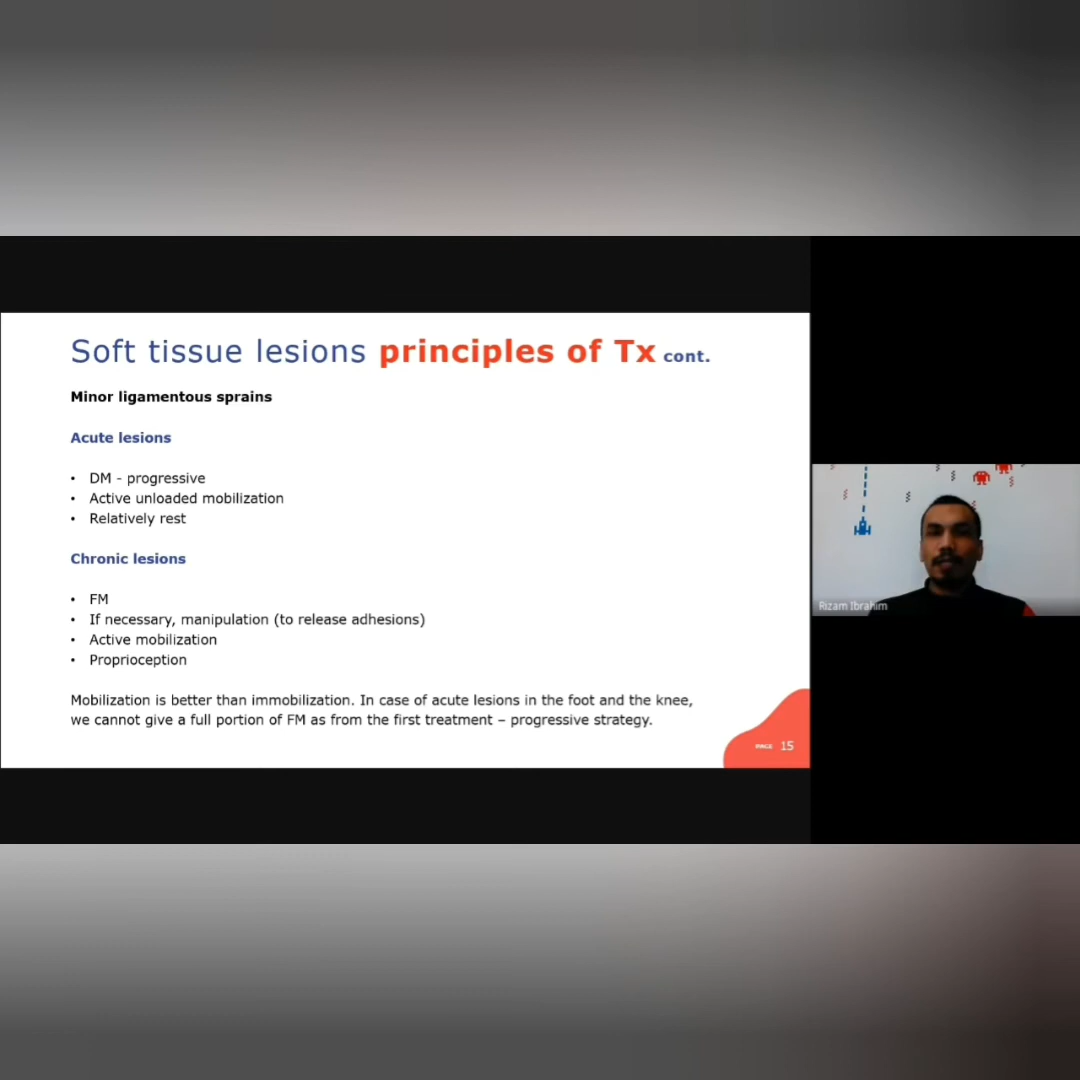 Soft tissue lesions principles of Tx cont.
Minor ligamentous sprains
Acute lesions
• DM - progressive
• Active unloaded mobilization
• Relatively rest
Chronic lesions
• FM
• If necessary, manipulation (to release adhesions)
• Active mobilization
• Proprioception
Mobilization is better than immobilization. In case of acute lesions in the foot and the knee,
we cannot give a full portion of FM as from the first treatment – progressive strategy.
PAGE 15
Rizam Ibrahim